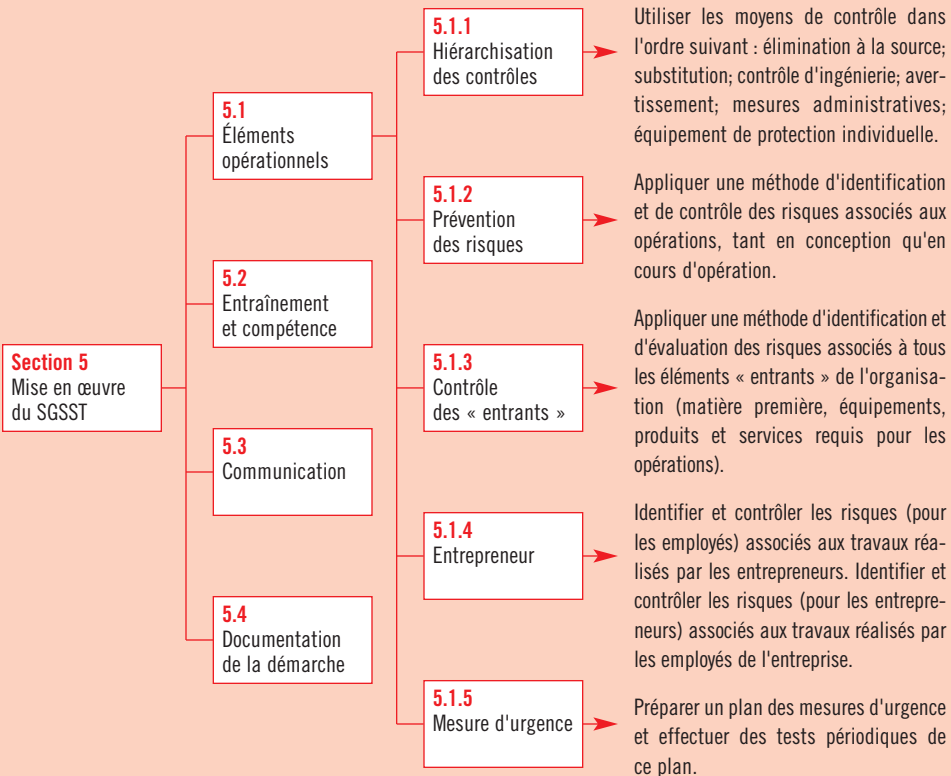 Section 5
Mise en œuvre
du SGSST
5.1
Éléments
opérationnels
5.2
Entraînement
et compétence
5.3
Communication
5.4
Documentation
de la démarche
5.1.1
Hiérarchisation
des contrôles
Utiliser les moyens de contrôle dans
l'ordre suivant : élimination à la source;
substitution; contrôle d'ingénierie; aver-
tissement; mesures administratives;
équipement de protection individuelle.
5.1.2
Prévention
des risques
Appliquer une méthode d'identification
et de contrôle des risques associés aux
opérations, tant en conception qu'en
cours d'opération.
5.1.3
Contrôle
des « entrants »
Appliquer une méthode d'identification et
d'évaluation des risques associés à tous
les éléments « entrants » de l'organisa-
tion (matière première, équipements,
produits et services requis pour les
opérations).
5.1.4
Entrepreneur
Identifier et contrôler les risques (pour
les employés) associés aux travaux réa-
lisés par les entrepreneurs. Identifier et
contrôler les risques (pour les entrepre-
neurs) associés aux travaux réalisés par
les employés de l'entreprise.
5.1.5
Mesure d'urgence
Préparer un plan des mesures d'urgence
et effectuer des tests périodiques de
ce plan.